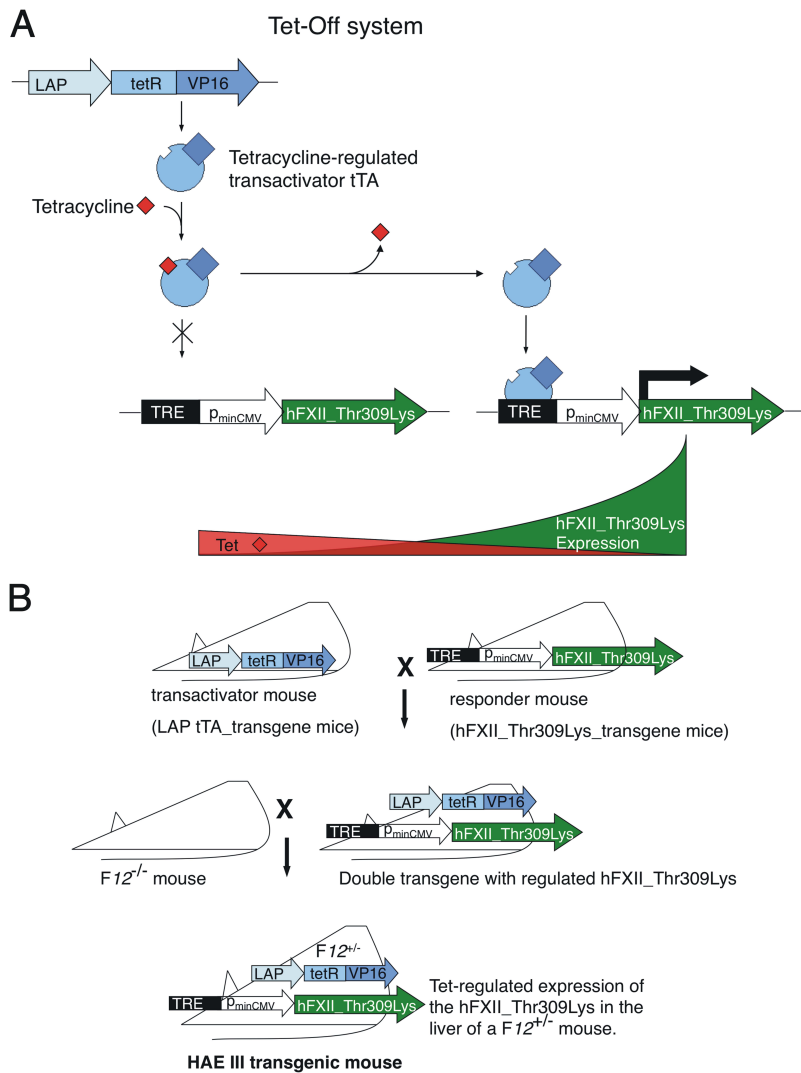 A
Tet-Off system
LAP
tetR
VP16
Tetracycline-regulated
transactivator tTA
Tetracycline
TRE
pminCMV
hFXII_Thr309Lys
TRE
pminCMV
hFXII_Thr309Lys
hFXII_Thr309Lys
Expression
Tet
B
LAP
tetR
VP16
X
TRE
pminCMV
hFXII_Thr309Lys
transactivator mouse
(LAP tTA_transgene mice)
responder mouse
(hFXII_Thr309Lys_transgene mice)
X
LAP
tetR
VP16
TRE
pminCMV
hFXII_Thr309Lys
F12-/- mouse
Double transgene with regulated hFXII_Thr309Lys
F12+/-
LAP
tetR
VP16
TRE
pminCMV
hFXII_Thr309Lys
Tet-regulated expression of
the hFXII_Thr309Lys in the
liver of a F12+/- mouse.
HAE III transgenic mouse